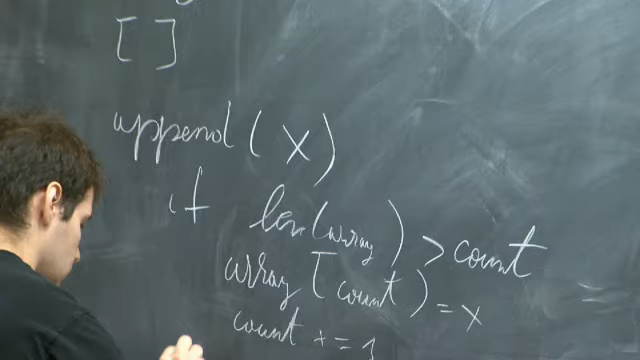 [ ]
append(x)
if len(array) > count
array[count) = x
count += 1